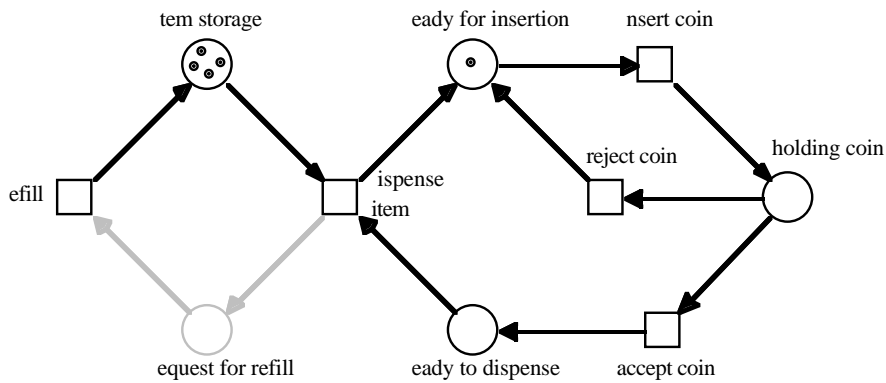 tem storage
eady for insertion
nsert coin
reject coin
holding coin
efill
ispense
item
equest for refill
eady to dispense
accept coin